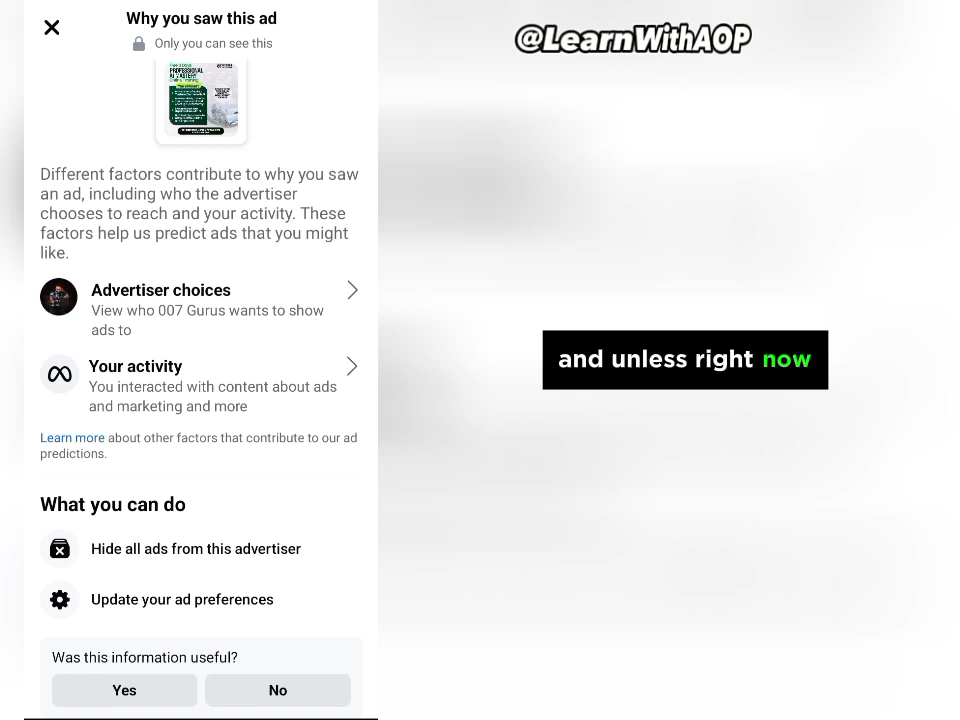 Why you saw this ad
Only you can see this
PROFESSIONAL
AI MASTERY
Online Training
Different factors contribute to why you saw
an ad, including who the advertiser
chooses to reach and your activity. These
factors help us predict ads that you might
like.
Advertiser choices
View who 007 Gurus wants to show
ads to
Your activity
You interacted with content about ads
and marketing and more
Learn more about other factors that contribute to our ad
predictions.
What you can do
Hide all ads from this advertiser
Update your ad preferences
Was this information useful?
Yes
No
@LearnWithAOP
and unless right now